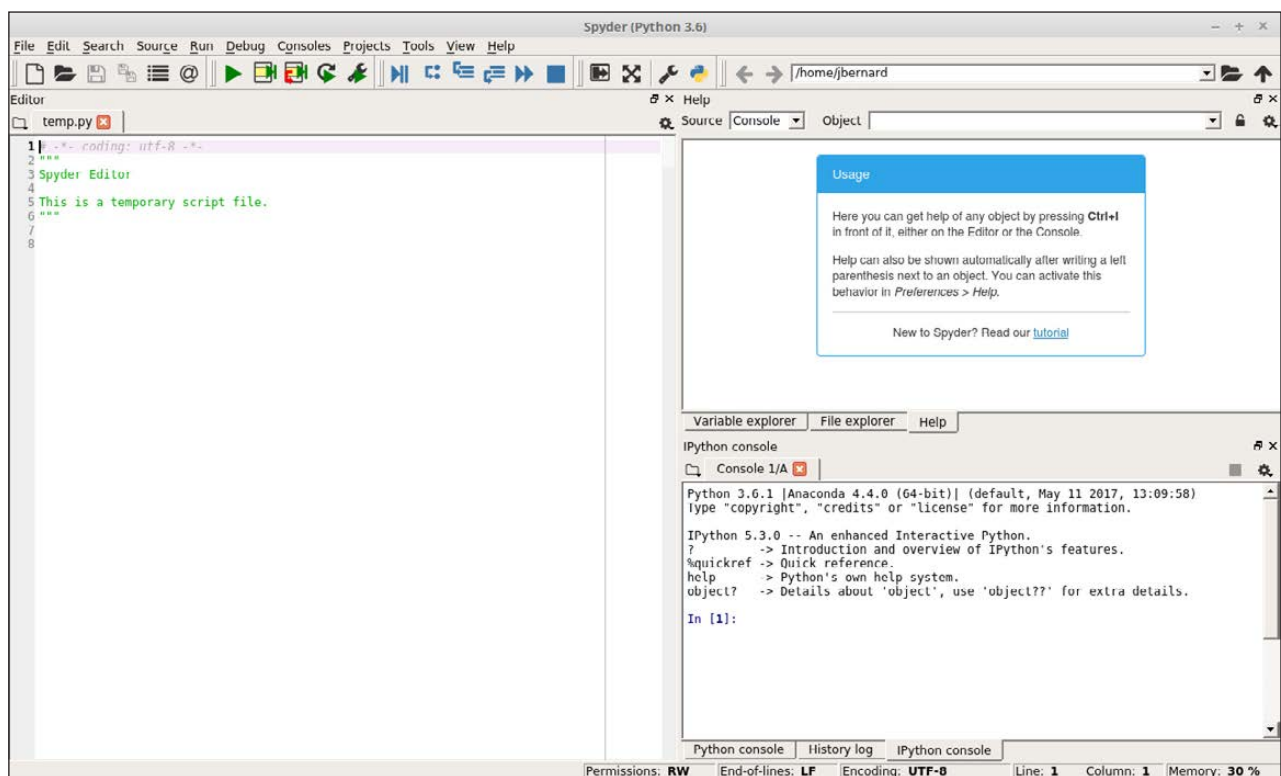 Spyder (Python 3.6)
File Edit Search Source Run Debug Consoles Projects Tools View Help
/home/jbernard
Editor
temp.py
1 # -*- coding: utf-8 -*-
2 """
3 Spyder Editor
4
5 This is a temporary script file.
6 """
7
8
Help
Source Console Object
Usage
Here you can get help of any object by pressing Ctrl+I
in front of it, either on the Editor or the Console.
Help can also be shown automatically after writing a left
parenthesis next to an object. You can activate this
behavior in Preferences > Help.
New to Spyder? Read our tutorial
Variable explorer File explorer Help
IPython console
Console 1/A
Python 3.6.1 |Anaconda 4.4.0 (64-bit)| (default, May 11 2017, 13:09:58)
Type "copyright", "credits" or "license" for more information.
IPython 5.3.0 -- An enhanced Interactive Python.
? -> Introduction and overview of IPython's features.
%quickref -> Quick reference.
help -> Python's own help system.
object? -> Details about 'object', use 'object??' for extra details.
In [1]:
Python console History log IPython console
Permissions: RW End-of-lines: LF Encoding: UTF-8 Line: 1 Column: 1 Memory: 30 %